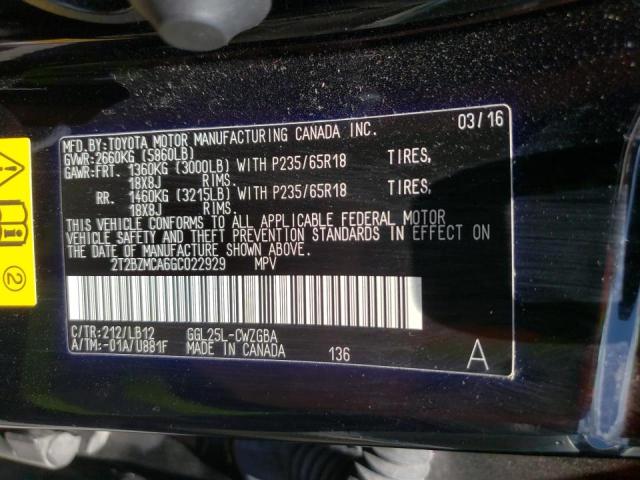 03/16
MFD.BY:TOYOTA MOTOR MANUFACTURING CANADA INC.
GVWR:2660KG (5860LB)
GAWR:FRT. 1360KG (3000LB) WITH P235/65R18 TIRES,
18X8J RIMS.
RR. 1460KG (3215LB) WITH P235/65R18 TIRES,
18X8J RIMS.
THIS VEHICLE CONFORMS TO ALL APPLICABLE FEDERAL MOTOR
VEHICLE SAFETY AND THEFT PREVENTION STANDARDS IN EFFECT ON
THE DATE OF MANUFACTURE SHOWN ABOVE.
2T2BZMCA6GC022929 MPV
C/TR:212/LB12 GGL25L-CWZGBA
A/TM:-01A/U881F MADE IN CANADA 136 A
2